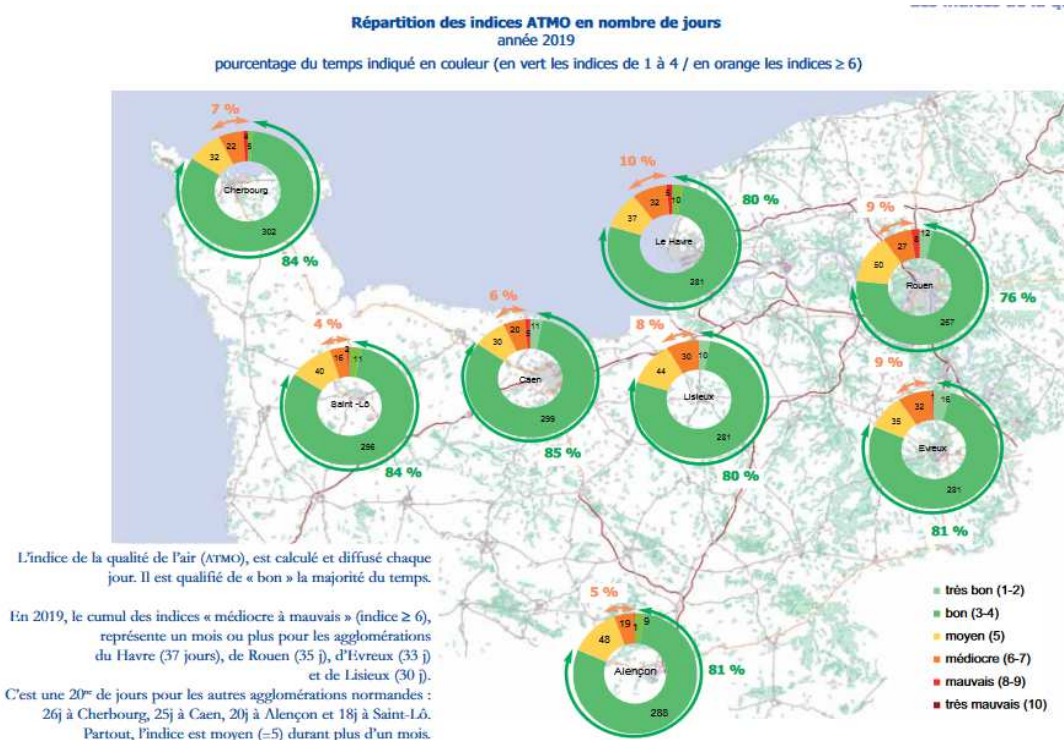 Répartition des indices ATMO en nombre de jours
année 2019
pourcentage du temps indiqué en couleur (en vert les indices de 1 à 4 / en orange les indices ≥ 6)
7 %
32
22
4
5
Cherbourg
302
84 %
10 %
37
32
5
10
Le Havre
281
80 %
9 %
50
27
8
12
Rouen
267
76 %
4 %
40
16
2
11
Saint -Lô
296
84 %
6 %
30
20
5
11
Caen
299
85 %
8 %
44
30
10
Lisieux
281
80 %
9 %
35
32
1
16
Evreux
281
81 %
5 %
48
19
1
9
Alençon
288
81 %
L'indice de la qualité de l'air (ATMO), est calculé et diffusé chaque
jour. Il est qualifié de « bon » la majorité du temps.
En 2019, le cumul des indices « médiocre à mauvais » (indice ≥ 6),
représente un mois ou plus pour les agglomérations
du Havre (37 jours), de Rouen (35 j), d'Evreux (33 j)
et de Lisieux (30 j).
C'est une 20ne de jours pour les autres agglomérations normandes :
26j à Cherbourg, 25j à Caen, 20j à Alençon et 18j à Saint-Lô.
Partout, l'indice est moyen (=5) durant plus d'un mois.
très bon (1-2)
bon (3-4)
moyen (5)
médiocre (6-7)
mauvais (8-9)
très mauvais (10)